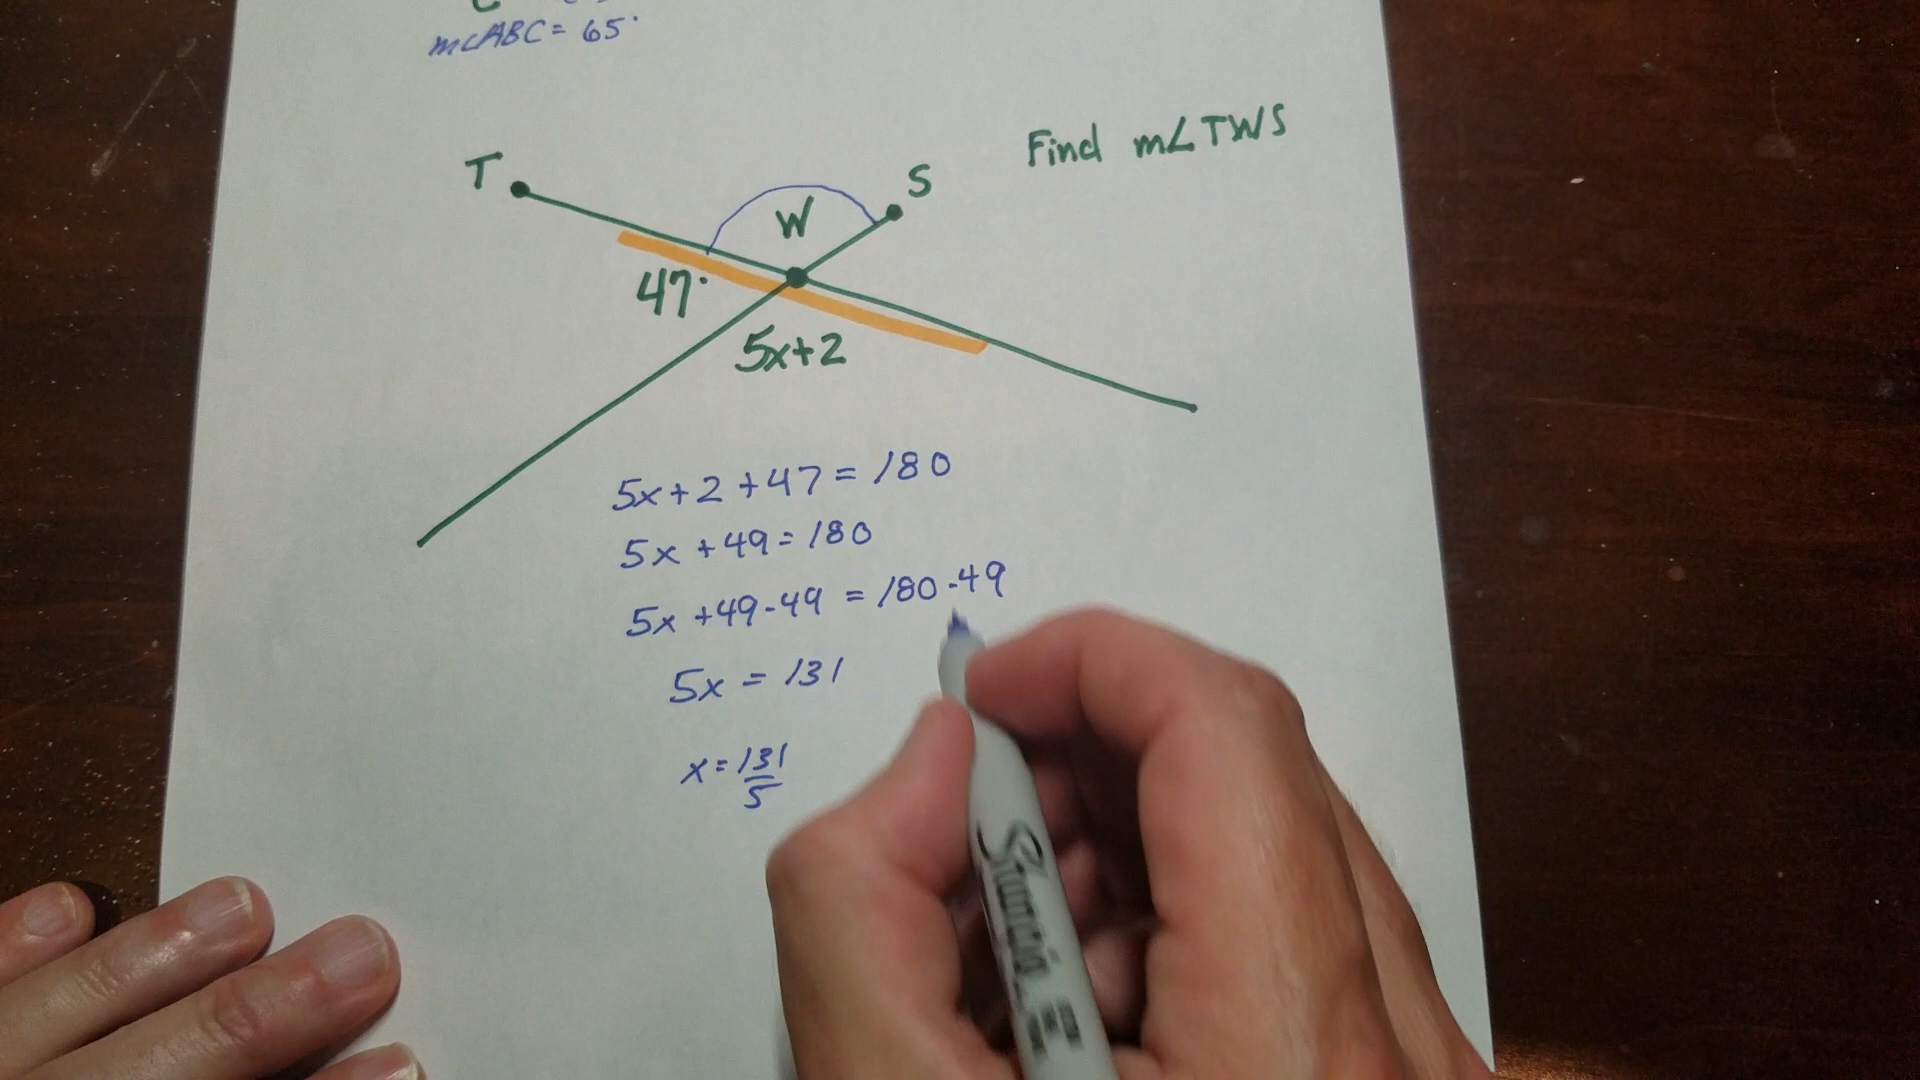 m∠ABC = 65°
Find m∠TWS
T
S
W
47°
5x+2
5x+2+47=180
5x+49=180
5x+49-49=180-49
5x=131
x=131/5
Sharpie